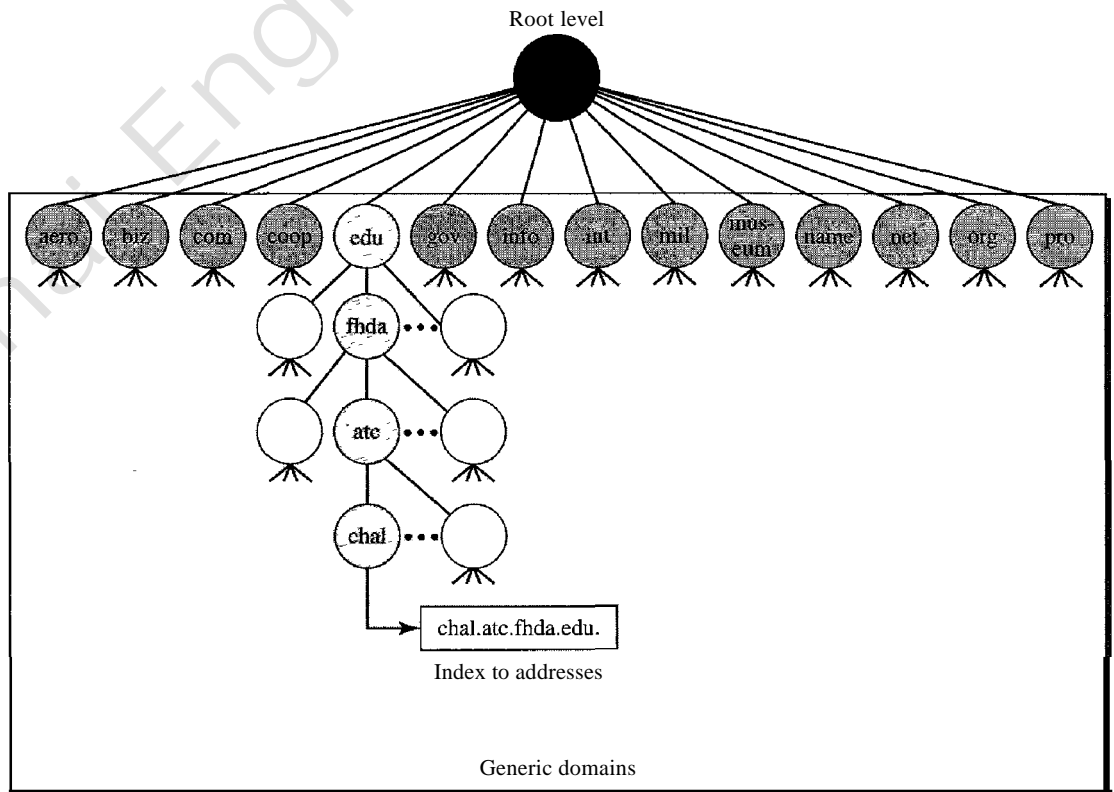 Root level
aero biz com coop edu gov info int mil mus-
eum name net org pro
fhda
atc
chal
chal.atc.fhda.edu.
Index to addresses
Generic domains